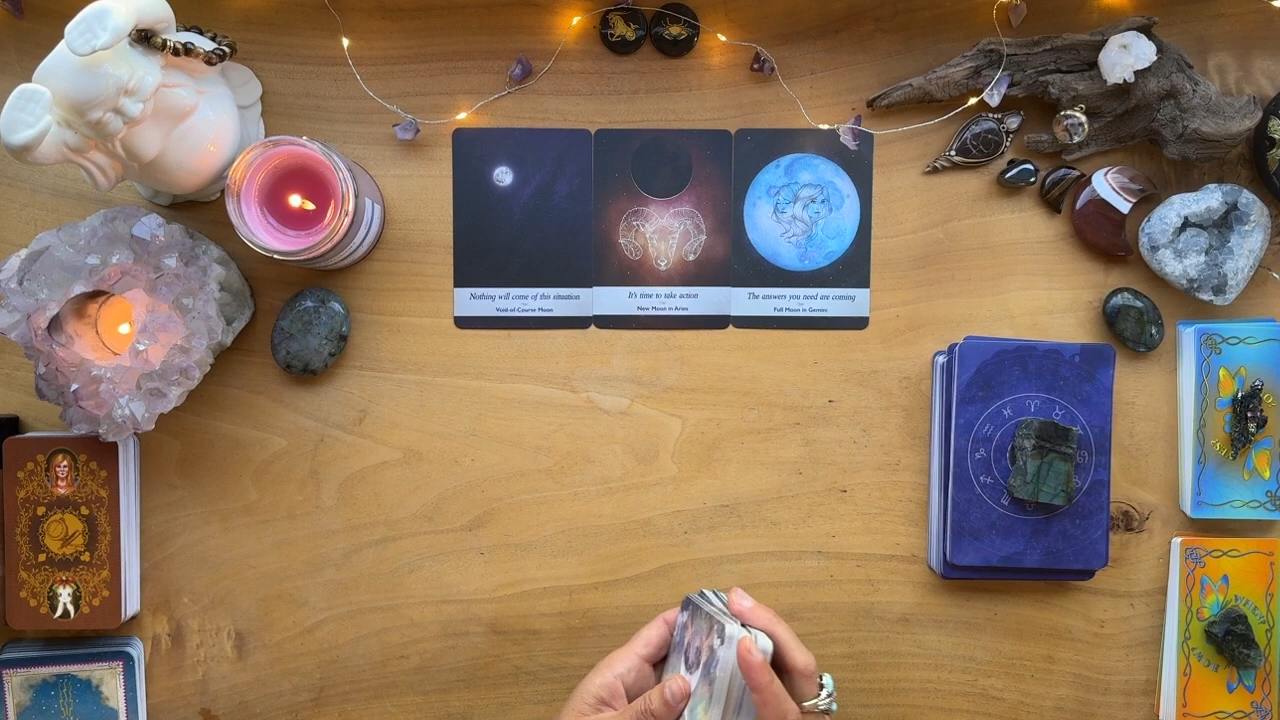 Nothing will come of this situation
Void-of-Course Moon
It's time to take action
New Moon in Aries
The answers you need are coming
Full Moon in Gemini